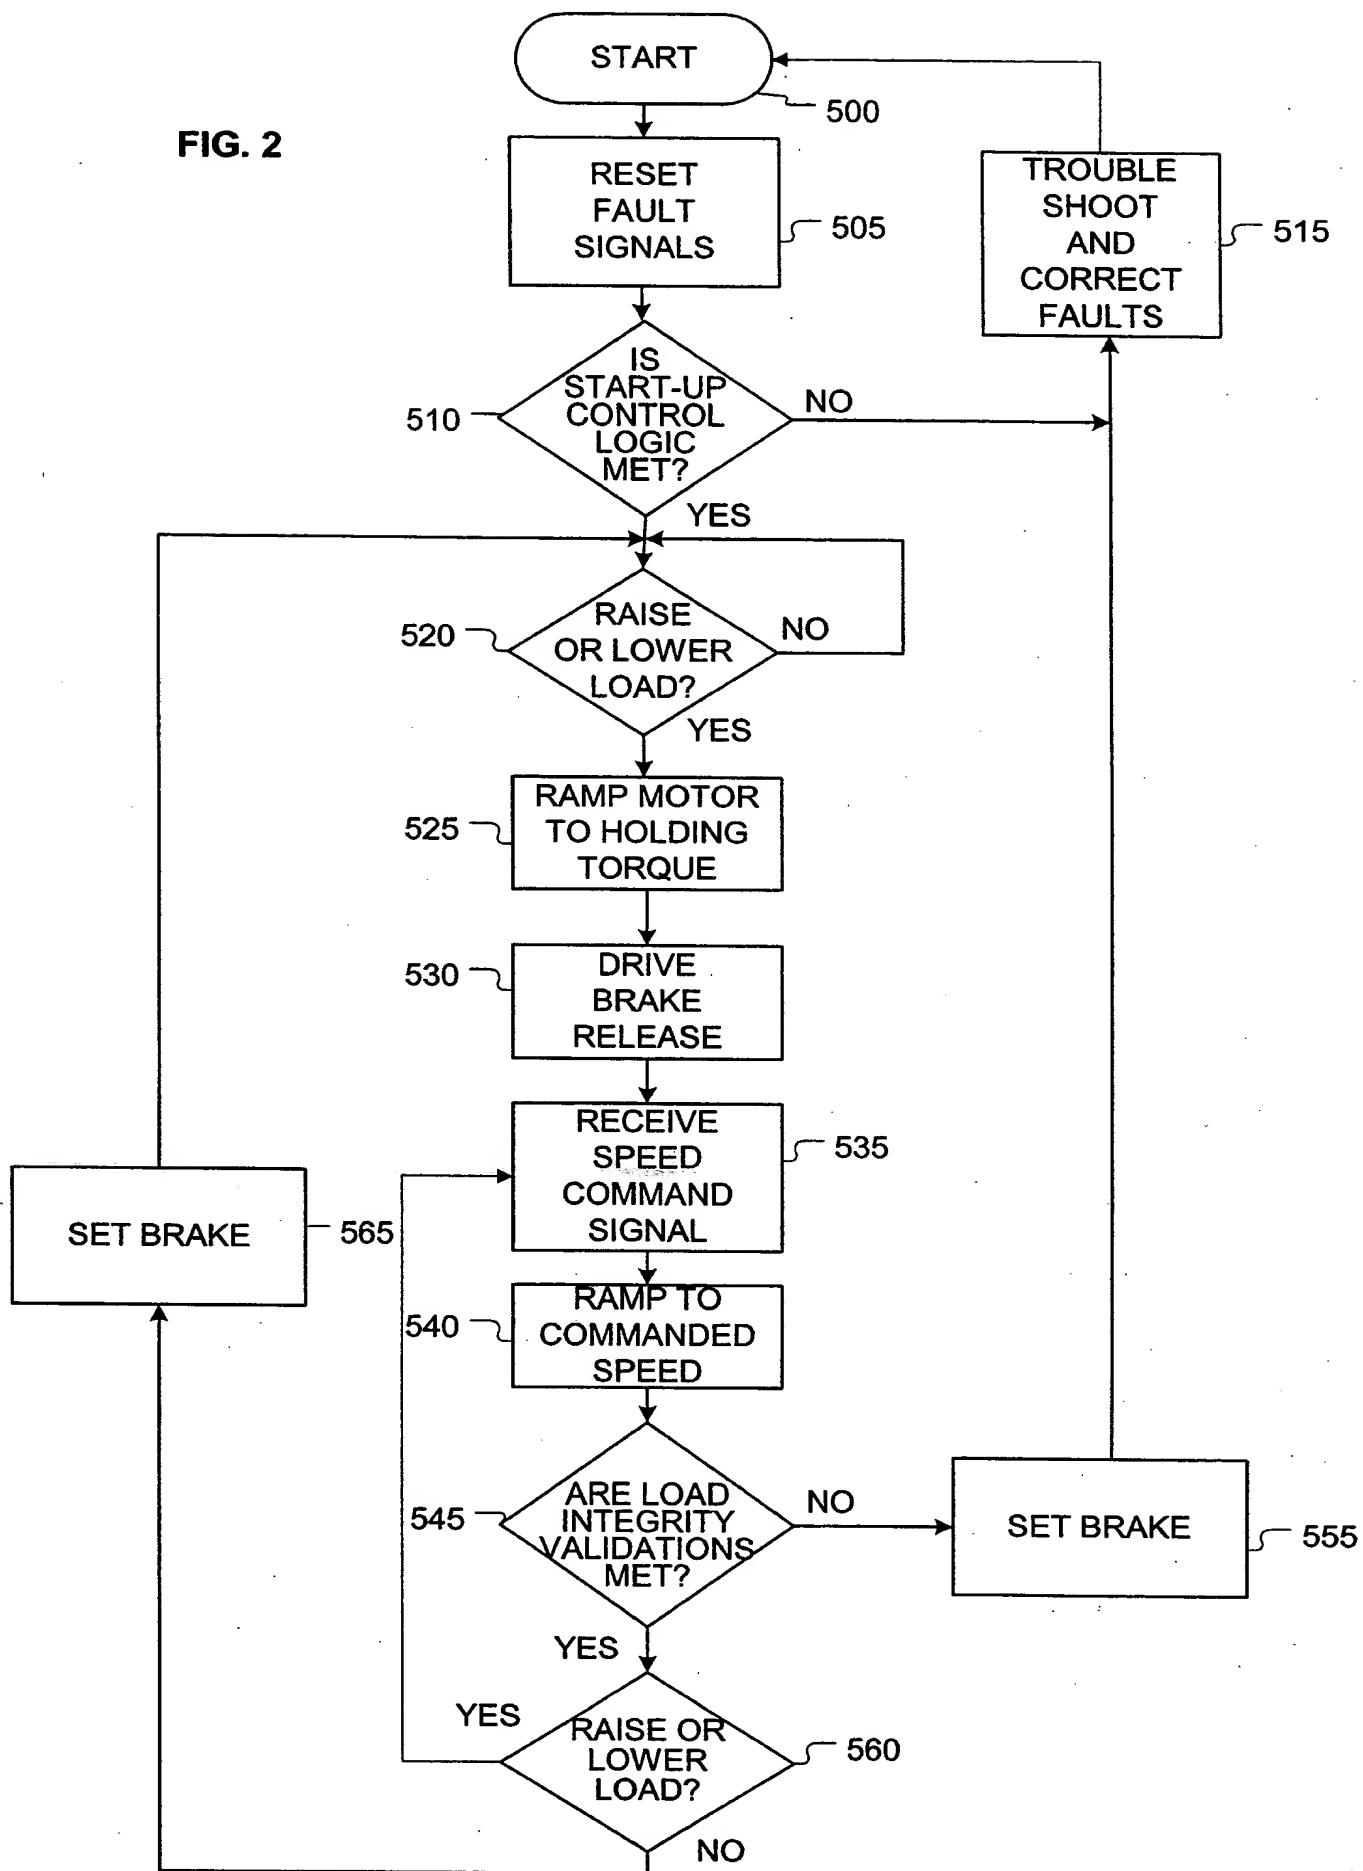 START
500
FIG. 2
RESET
FAULT
SIGNALS
505
TROUBLE
SHOOT
AND
CORRECT
FAULTS
515
IS
START-UP
CONTROL
LOGIC
MET?
510
NO
YES
RAISE
OR LOWER
LOAD?
520
NO
YES
RAMP MOTOR
TO HOLDING
TORQUE
525
DRIVE
BRAKE
RELEASE
530
RECEIVE
SPEED
COMMAND
SIGNAL
535
SET BRAKE
565
RAMP TO
COMMANDED
SPEED
540
ARE LOAD
INTEGRITY
VALIDATIONS
MET?
545
NO
SET BRAKE
555
YES
YES
RAISE OR
LOWER
LOAD?
560
NO